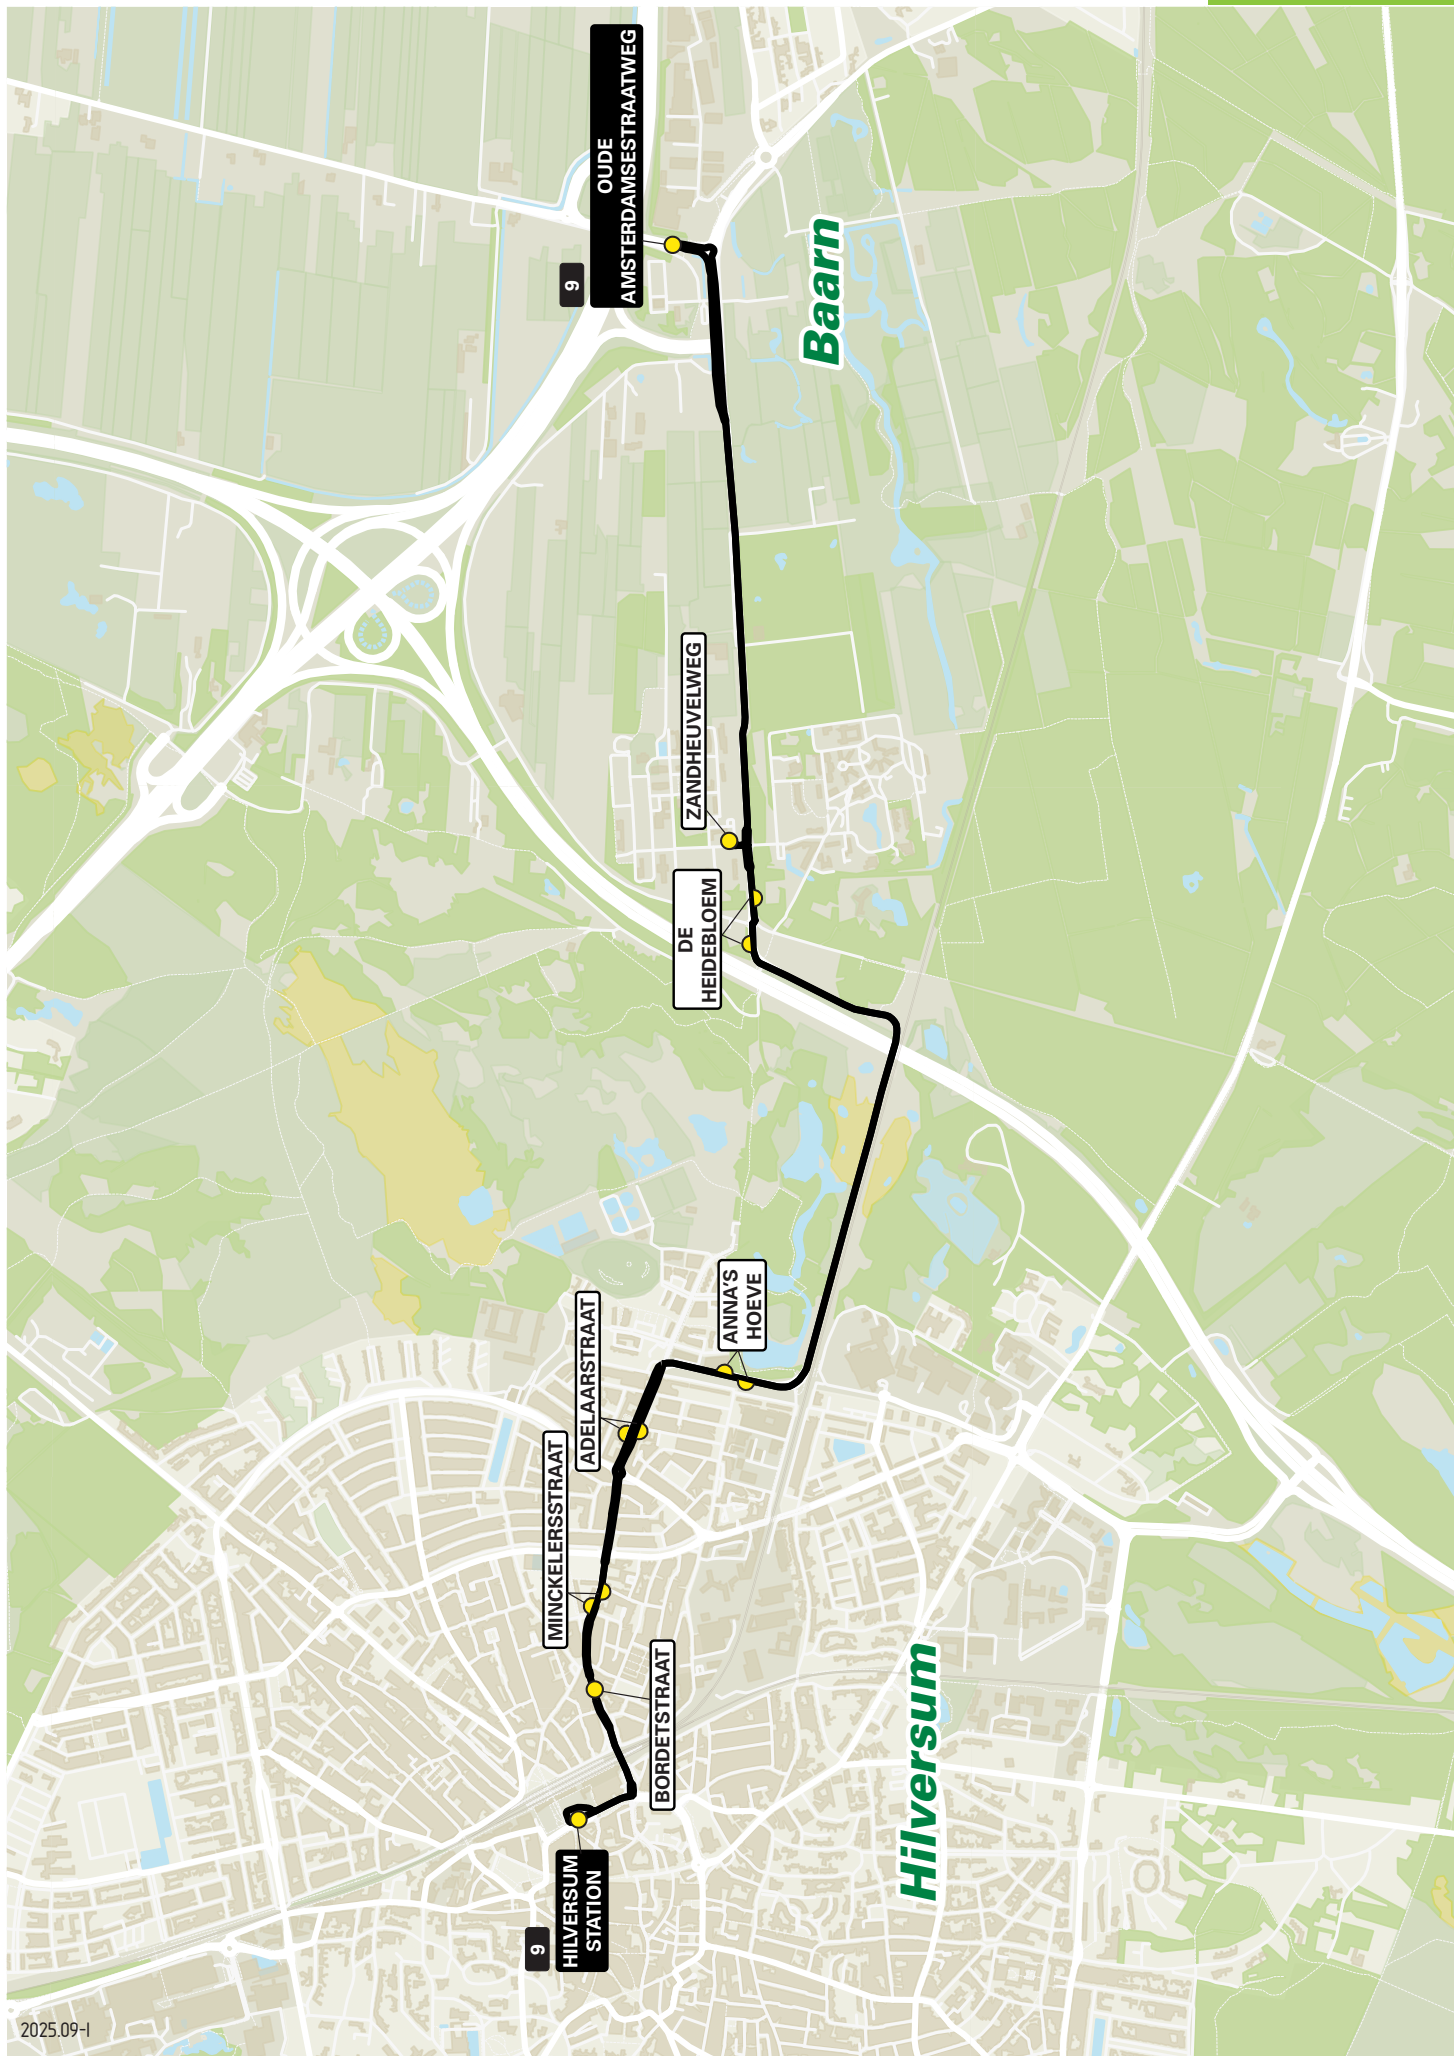 9
OUDE
AMSTERDAMSESTRAATWEG
Baarn
ZANDHEUVELWEG
DE
HEIDEBLOEM
ANNA'S
HOEVE
ADELAARSTRAAT
MINCKELERSSTRAAT
BORDETSTRAAT
Hilversum
9
HILVERSUM
STATION
2025.09-I